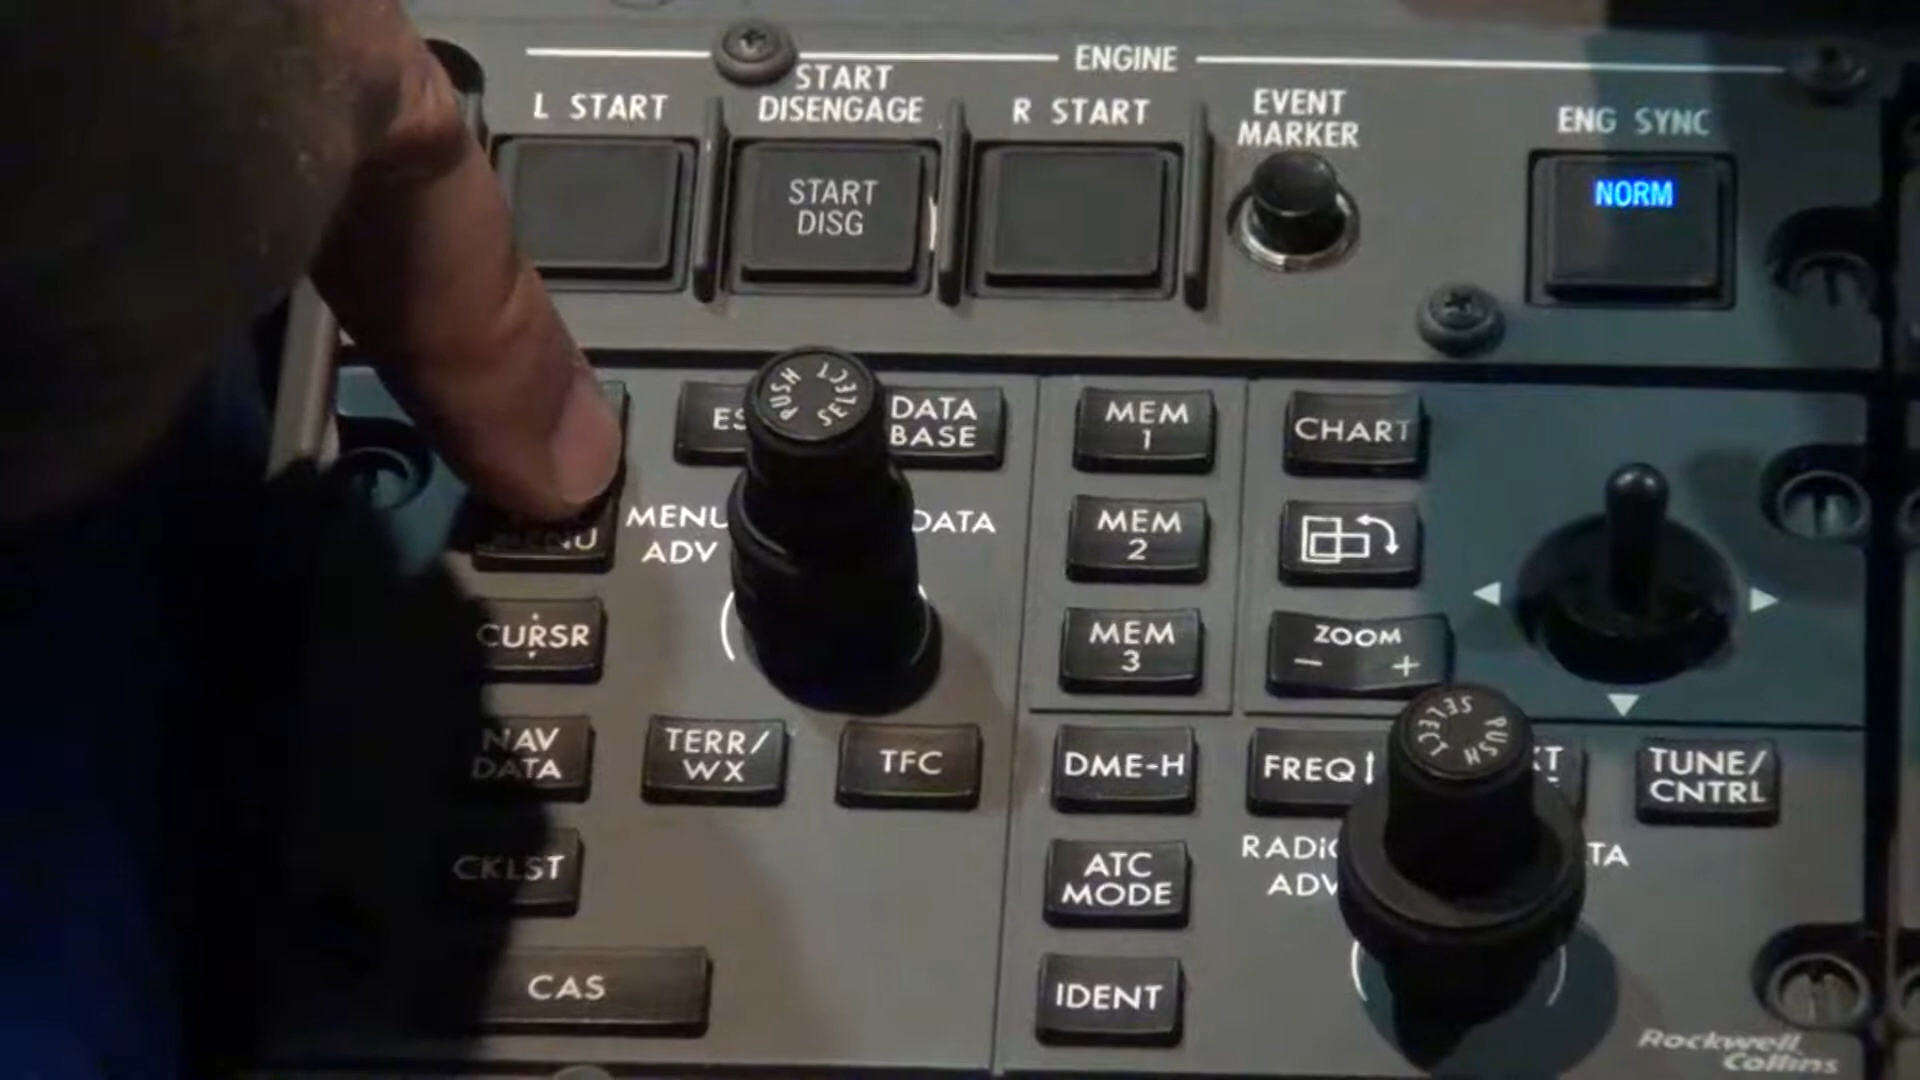 ENGINE
L START
START
DISENGAGE
R START
EVENT
MARKER
ENG SYNC
START
DISG
NORM
PUSH SELECT
DATA
BASE
MEM
1
CHART
MENU
MENU
ADV
DATA
MEM
2
CURSR
MEM
3
ZOOM
- +
PUSH SELECT
NAV
DATA
TERR/
WX
TFC
DME-H
FREQ
TUNE/
CNTRL
CKLST
ATC
MODE
ADV
CAS
IDENT
Rockwell
Collins